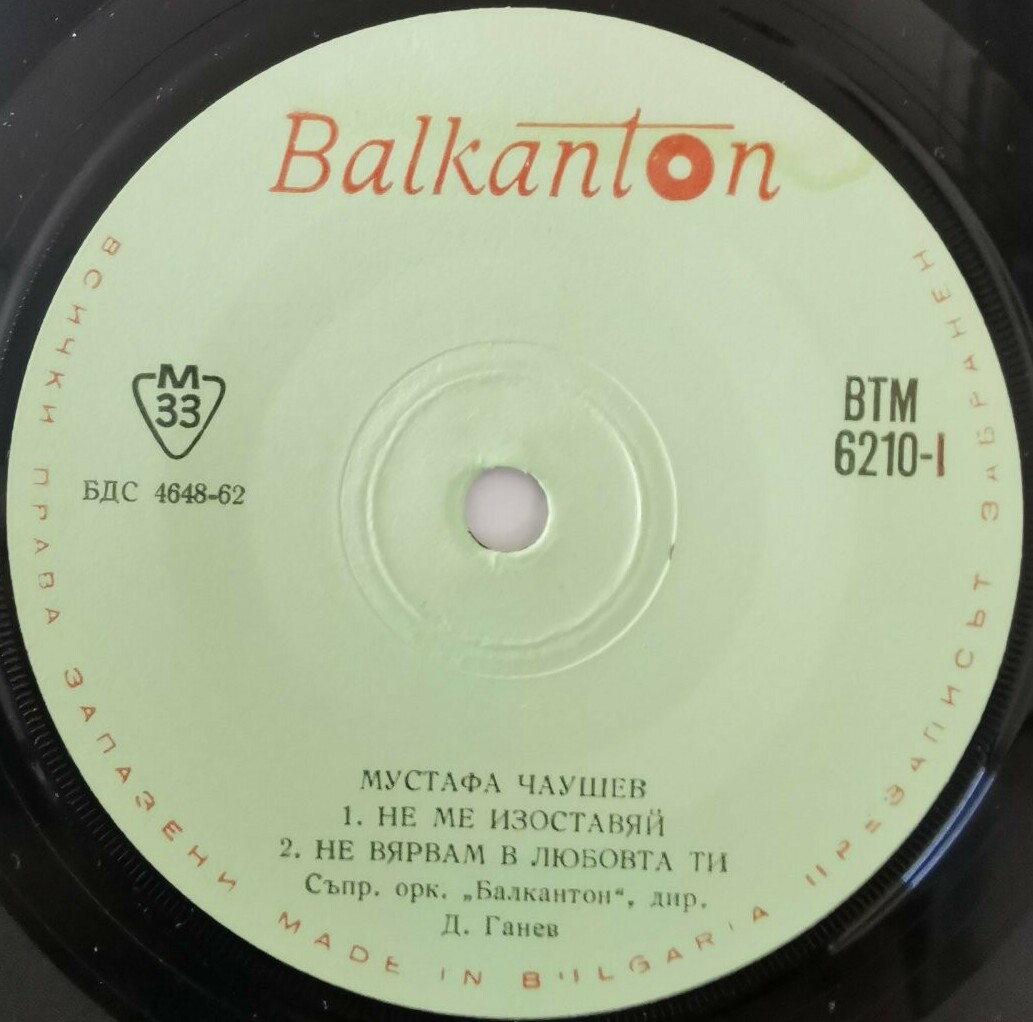 Balkanton
М
33
БДС 4648-62
ВТМ
6210-I
МУСТАФА ЧАУШЕВ
1. НЕ МЕ ИЗОСТАВЯЙ
2. НЕ ВЯРВАМ В ЛЮБОВТА ТИ
Съпр. орк. „Балкантон“, дир.
Д. Ганев
ВСИЧКИ ПРАВА ЗАПАЗЕНИ MADE IN BULGARIA ПРЕЗАПИСЪТ ЗАБРАНЕН